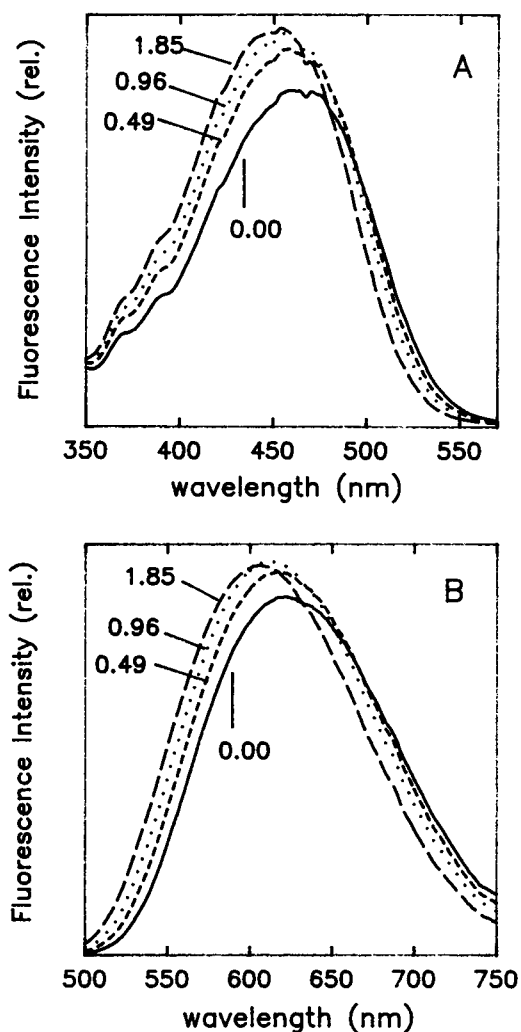 Fluorescence Intensity (rel.)
A
1.85
0.96
0.49
0.00
350 400 450 500 550
wavelength (nm)
Fluorescence Intensity (rel.)
B
1.85
0.96
0.49
0.00
500 550 600 650 700 750
wavelength (nm)